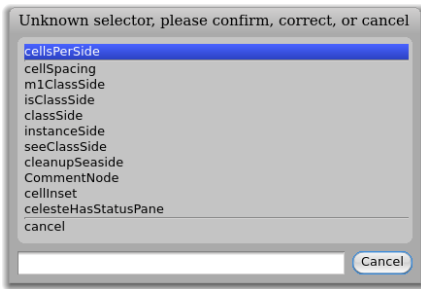 Unknown selector, please confirm, correct, or cancel
cellsPerSide
cellSpacing
m1ClassSide
isClassSide
classSide
instanceSide
seeClassSide
cleanupSeaside
CommentNode
cellInset
celesteHasStatusPane
cancel
Cancel